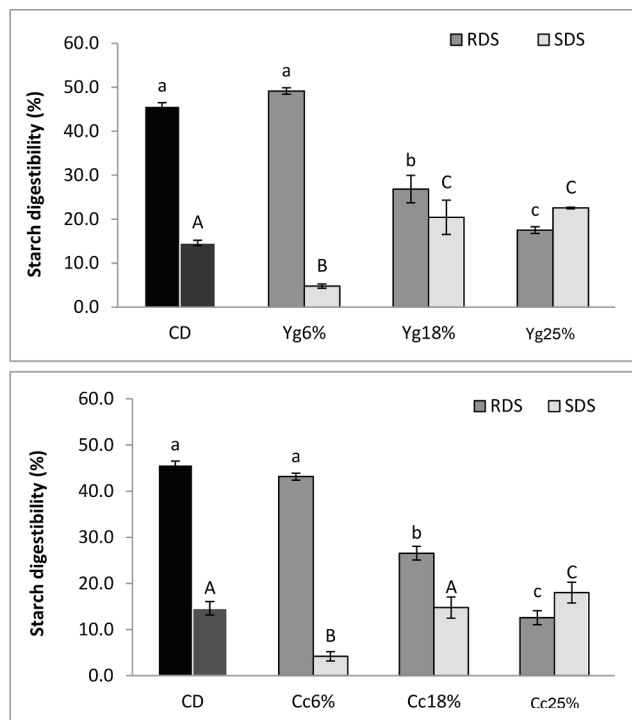 60.0
RDS SDS
50.0
a
a
40.0
30.0
b
C
C
20.0
A
c
10.0
B
0.0
CD Yg6% Yg18% Yg25%
Starch digestibility (%)
60.0
RDS SDS
50.0
a
a
40.0
30.0
b
20.0
A
A
c
C
10.0
B
0.0
CD Cc6% Cc18% Cc25%
Starch digestibility (%)